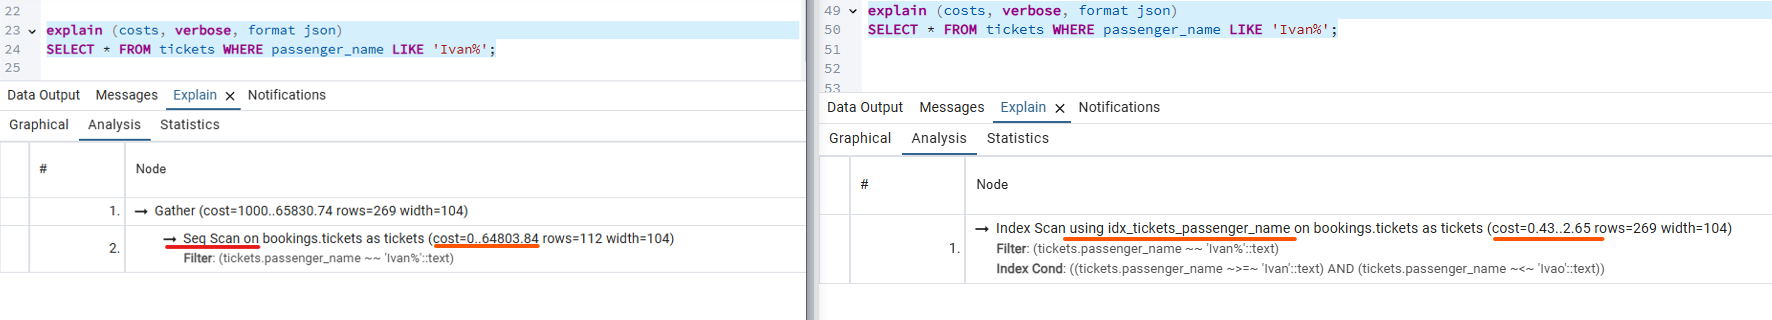 22
23 explain (costs, verbose, format json)
24 SELECT * FROM tickets WHERE passenger_name LIKE 'Ivan%';
25
Data Output Messages Explain × Notifications
Graphical Analysis Statistics
# Node
1. → Gather (cost=1000..65830.74 rows=269 width=104)
2. → Seq Scan on bookings.tickets as tickets (cost=0..64803.84 rows=112 width=104)
Filter: (tickets.passenger_name ~~ 'Ivan%'::text)
49 explain (costs, verbose, format json)
50 SELECT * FROM tickets WHERE passenger_name LIKE 'Ivan%';
51
52
53
Data Output Messages Explain × Notifications
Graphical Analysis Statistics
# Node
1. → Index Scan using idx_tickets_passenger_name on bookings.tickets as tickets (cost=0.43..2.65 rows=269 width=104)
Filter: (tickets.passenger_name ~~ 'Ivan%'::text)
Index Cond: ((tickets.passenger_name ~>=~ 'Ivan'::text) AND (tickets.passenger_name ~<~ 'Ivao'::text))